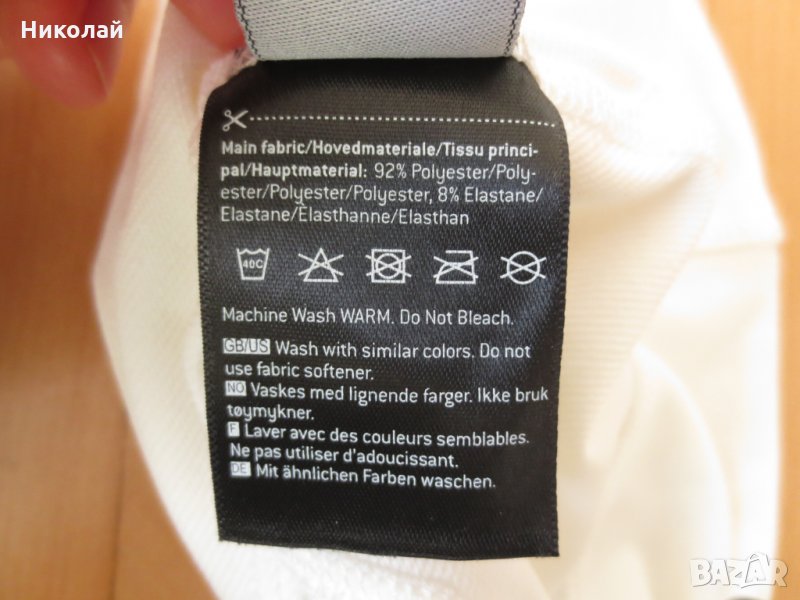 Николай
Main fabric/Hovedmateriale/Tissu princi-
pal/Hauptmaterial: 92% Polyester/Poly-
ester/Polyester/Polyester, 8% Elastane/
Elastane/Élasthanne/Elasthan
40C
Machine Wash WARM. Do Not Bleach.
GB/US Wash with similar colors. Do not
use fabric softener.
NO Vaskes med lignende farger. Ikke bruk
tøymykner.
F Laver avec des couleurs semblables.
Ne pas utiliser d'adoucissant.
DE Mit ähnlichen Farben waschen.
BAZAR